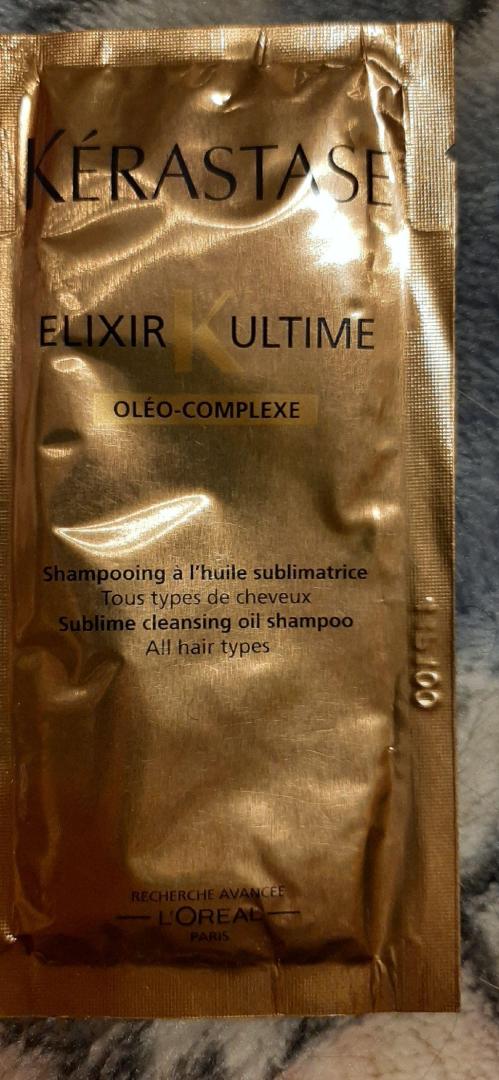 KÉRASTASE
ELIXIR K ULTIME
OLÉO-COMPLEXE
Shampooing à l'huile sublimatrice
Tous types de cheveux
Sublime cleansing oil shampoo
All hair types
RECHERCHE AVANCÉE
L'ORÉAL
PARIS